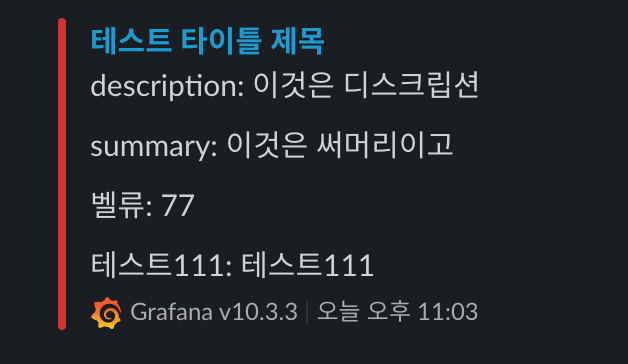 테스트 타이틀 제목
description: 이것은 디스크립션
summary: 이것은 써머리이고
벨류: 77
테스트111: 테스트111
Grafana v10.3.3 | 오늘 오후 11:03